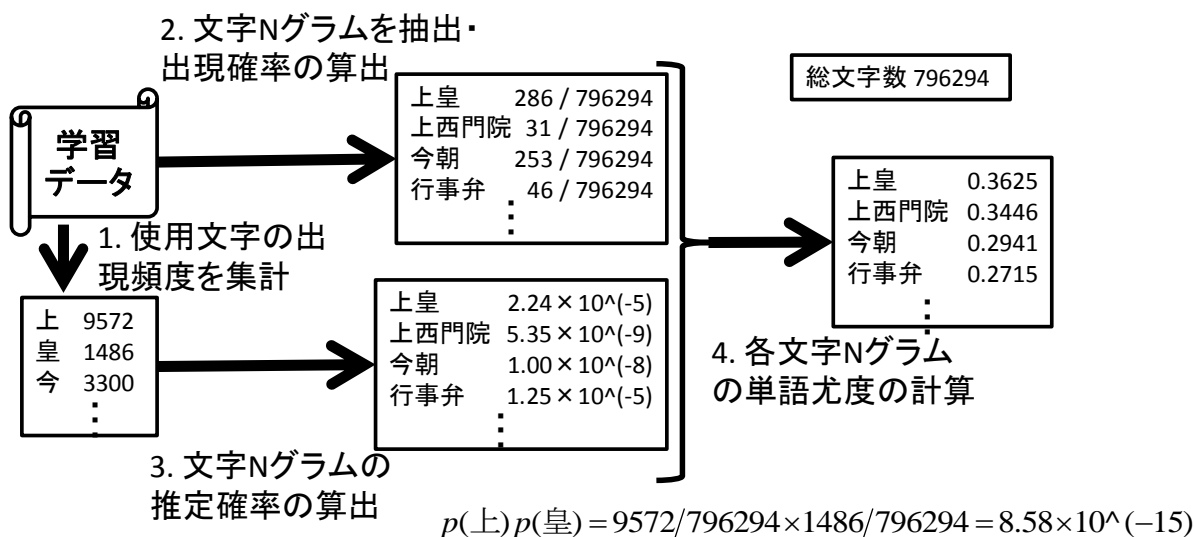 2. 文字Nグラムを抽出・
出現確率の算出
総文字数 796294
学習
データ
上皇 286 / 796294
上西門院 31 / 796294
今朝 253 / 796294
行事弁 46 / 796294
⋮
1. 使用文字の出
現頻度を集計
上 9572
皇 1486
今 3300
⋮
上皇 2.24×10^(-5)
上西門院 5.35×10^(-9)
今朝 1.00×10^(-8)
行事弁 1.25×10^(-5)
⋮
3. 文字Nグラムの
推定確率の算出
上皇 0.3625
上西門院 0.3446
今朝 0.2941
行事弁 0.2715
⋮
4. 各文字Nグラム
の単語尤度の計算
p(上)p(皇)=9572/796294×1486/796294=8.58×10^(−15)